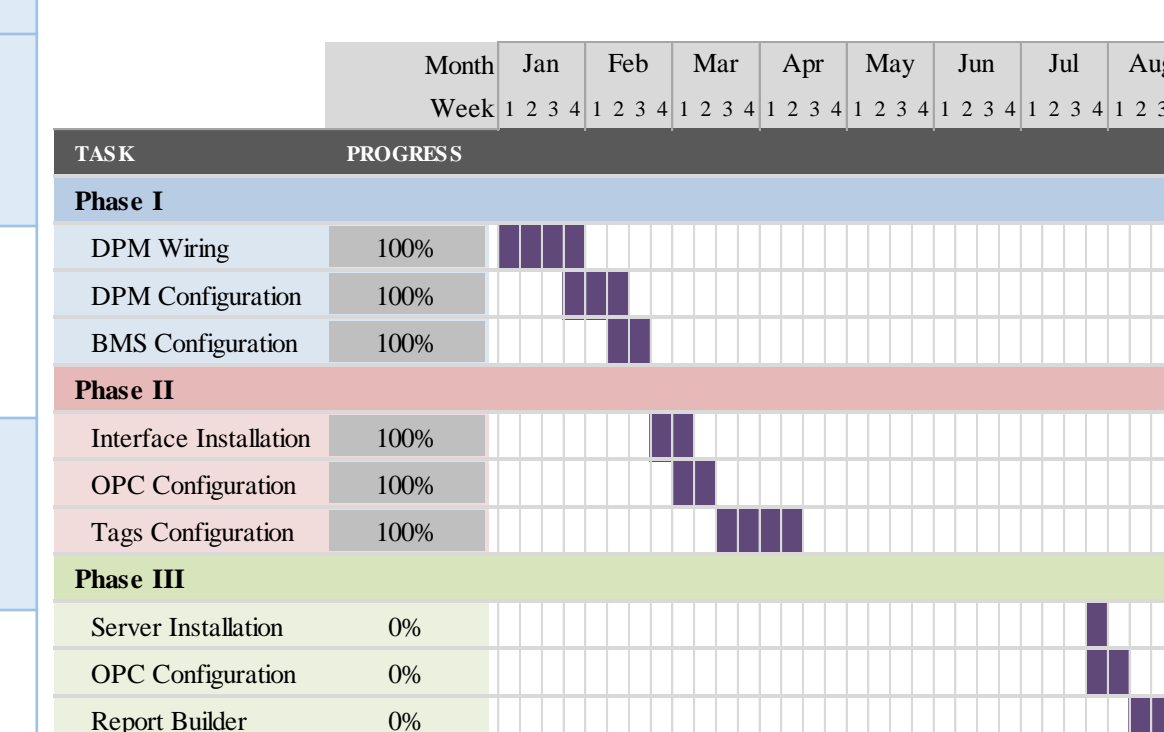 Month Jan Feb Mar Apr May Jun Jul Aug
Week 1 2 3 4 1 2 3 4 1 2 3 4 1 2 3 4 1 2 3 4 1 2 3 4 1 2 3 4 1 2 3
TASK PROGRESS
Phase I
DPM Wiring 100%
DPM Configuration 100%
BMS Configuration 100%
Phase II
Interface Installation 100%
OPC Configuration 100%
Tags Configuration 100%
Phase III
Server Installation 0%
OPC Configuration 0%
Report Builder 0%